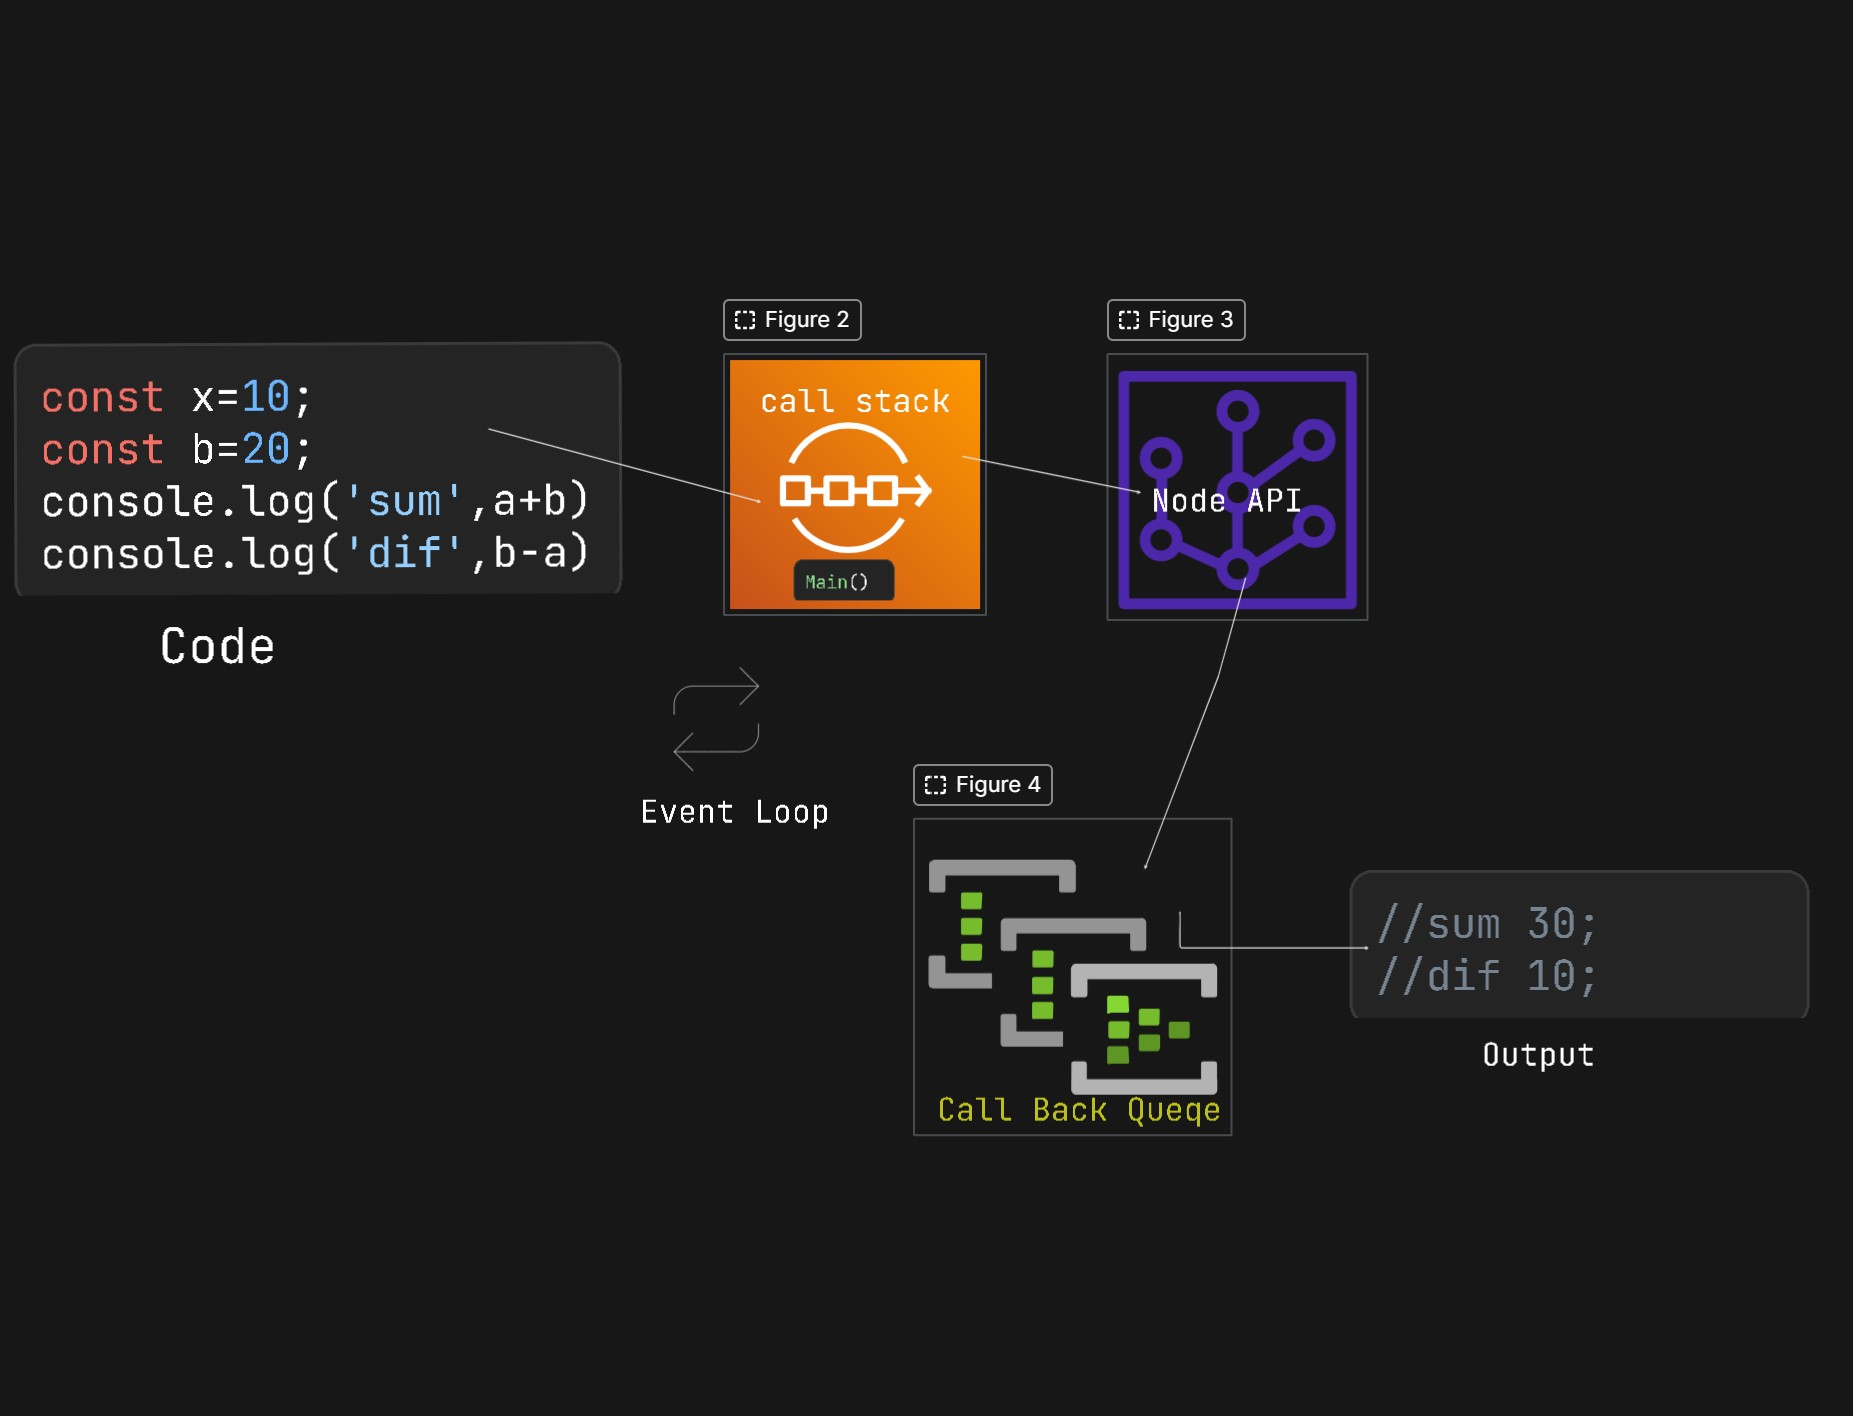 const x=10;
const b=20;
console.log('sum',a+b)
console.log('dif',b-a)
Code
Figure 2
call stack
Main()
Figure 3
Node API
Event Loop
Figure 4
Call Back Queqe
//sum 30;
//dif 10;
Output